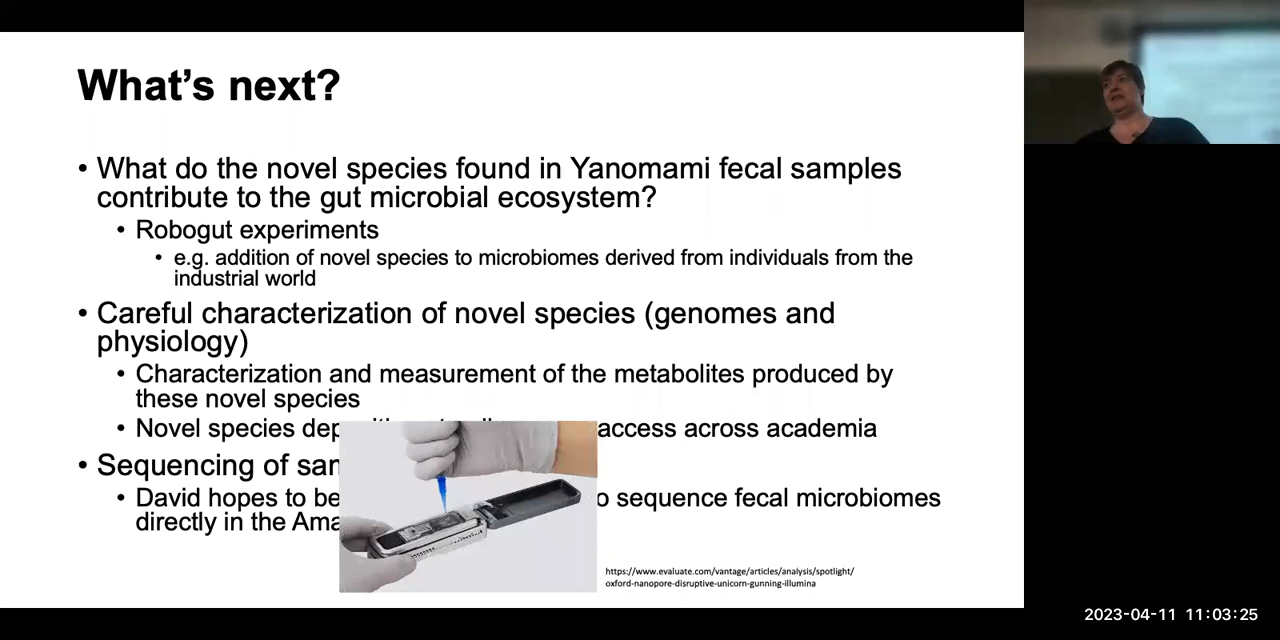 What's next?
• What do the novel species found in Yanomami fecal samples
contribute to the gut microbial ecosystem?
• Robogut experiments
• e.g. addition of novel species to microbiomes derived from individuals from the
industrial world
• Careful characterization of novel species (genomes and
physiology)
• Characterization and measurement of the metabolites produced by
these novel species
• Novel species access across academia
• Sequencing of
• David hopes to sequence fecal microbiomes
directly in the
https://www.evaluate.com/vantage/articles/analysis/spotlight/
oxford-nanopore-disruptive-unicorn-gunning-illumina
2023-04-11 11:03:25